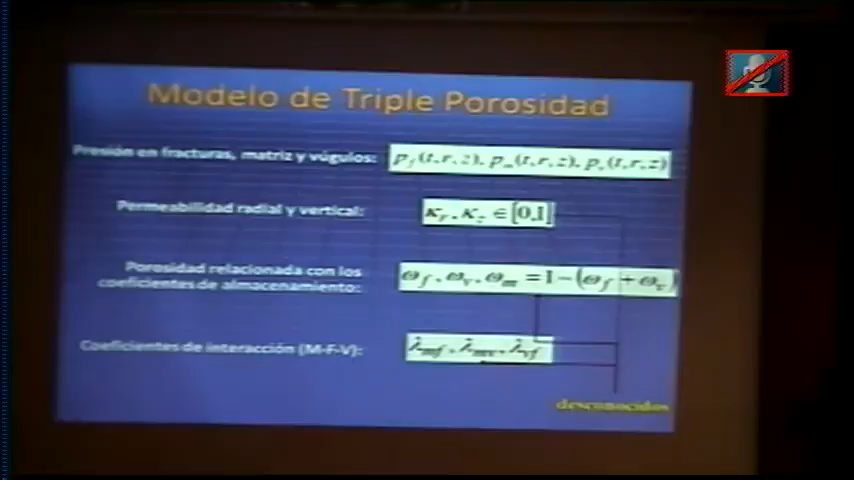 Modelo de Triple Porosidad
Presión en fracturas, matriz y vúgulos: p_f (t,r,z), p_m (t,r,z), p_v (t,r,z)
Permeabilidad radial y vertical: κ_r, κ_z ∈ [0,1]
Porosidad relacionada con los
coeficientes de almacenamiento: ω_f, ω_v, ω_m = 1 − (ω_f + ω_v)
Coeficientes de interacción (M-F-V): λ_mf, λ_mv, λ_vf
desconocidos